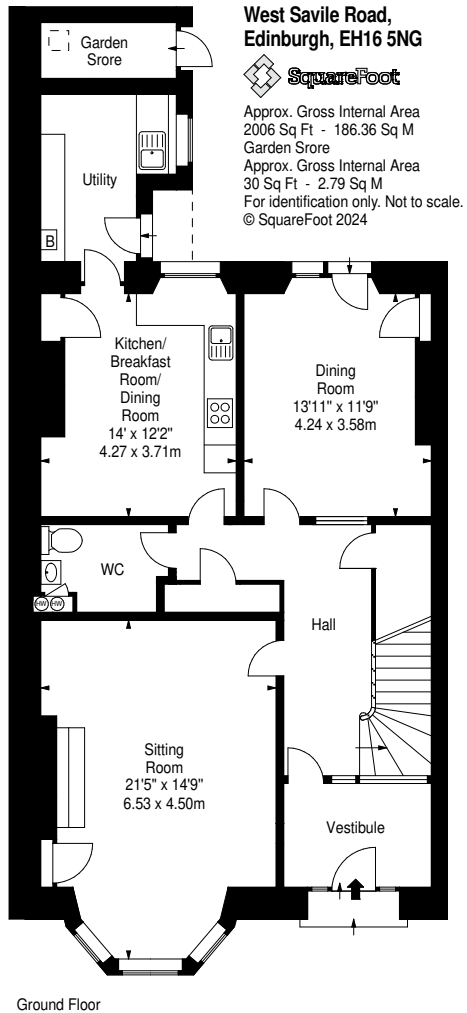 West Savile Road,
Edinburgh, EH16 5NG
SquareFoot
Approx. Gross Internal Area
2006 Sq Ft - 186.36 Sq M
Garden Srore
Approx. Gross Internal Area
30 Sq Ft - 2.79 Sq M
For identification only. Not to scale.
© SquareFoot 2024
Garden
Srore
Utility
B
Kitchen/
Breakfast
Room/
Dining
Room
14' x 12'2"
4.27 x 3.71m
Dining
Room
13'11" x 11'9"
4.24 x 3.58m
WC
HW HW
Hall
Sitting
Room
21'5" x 14'9"
6.53 x 4.50m
Vestibule
Ground Floor